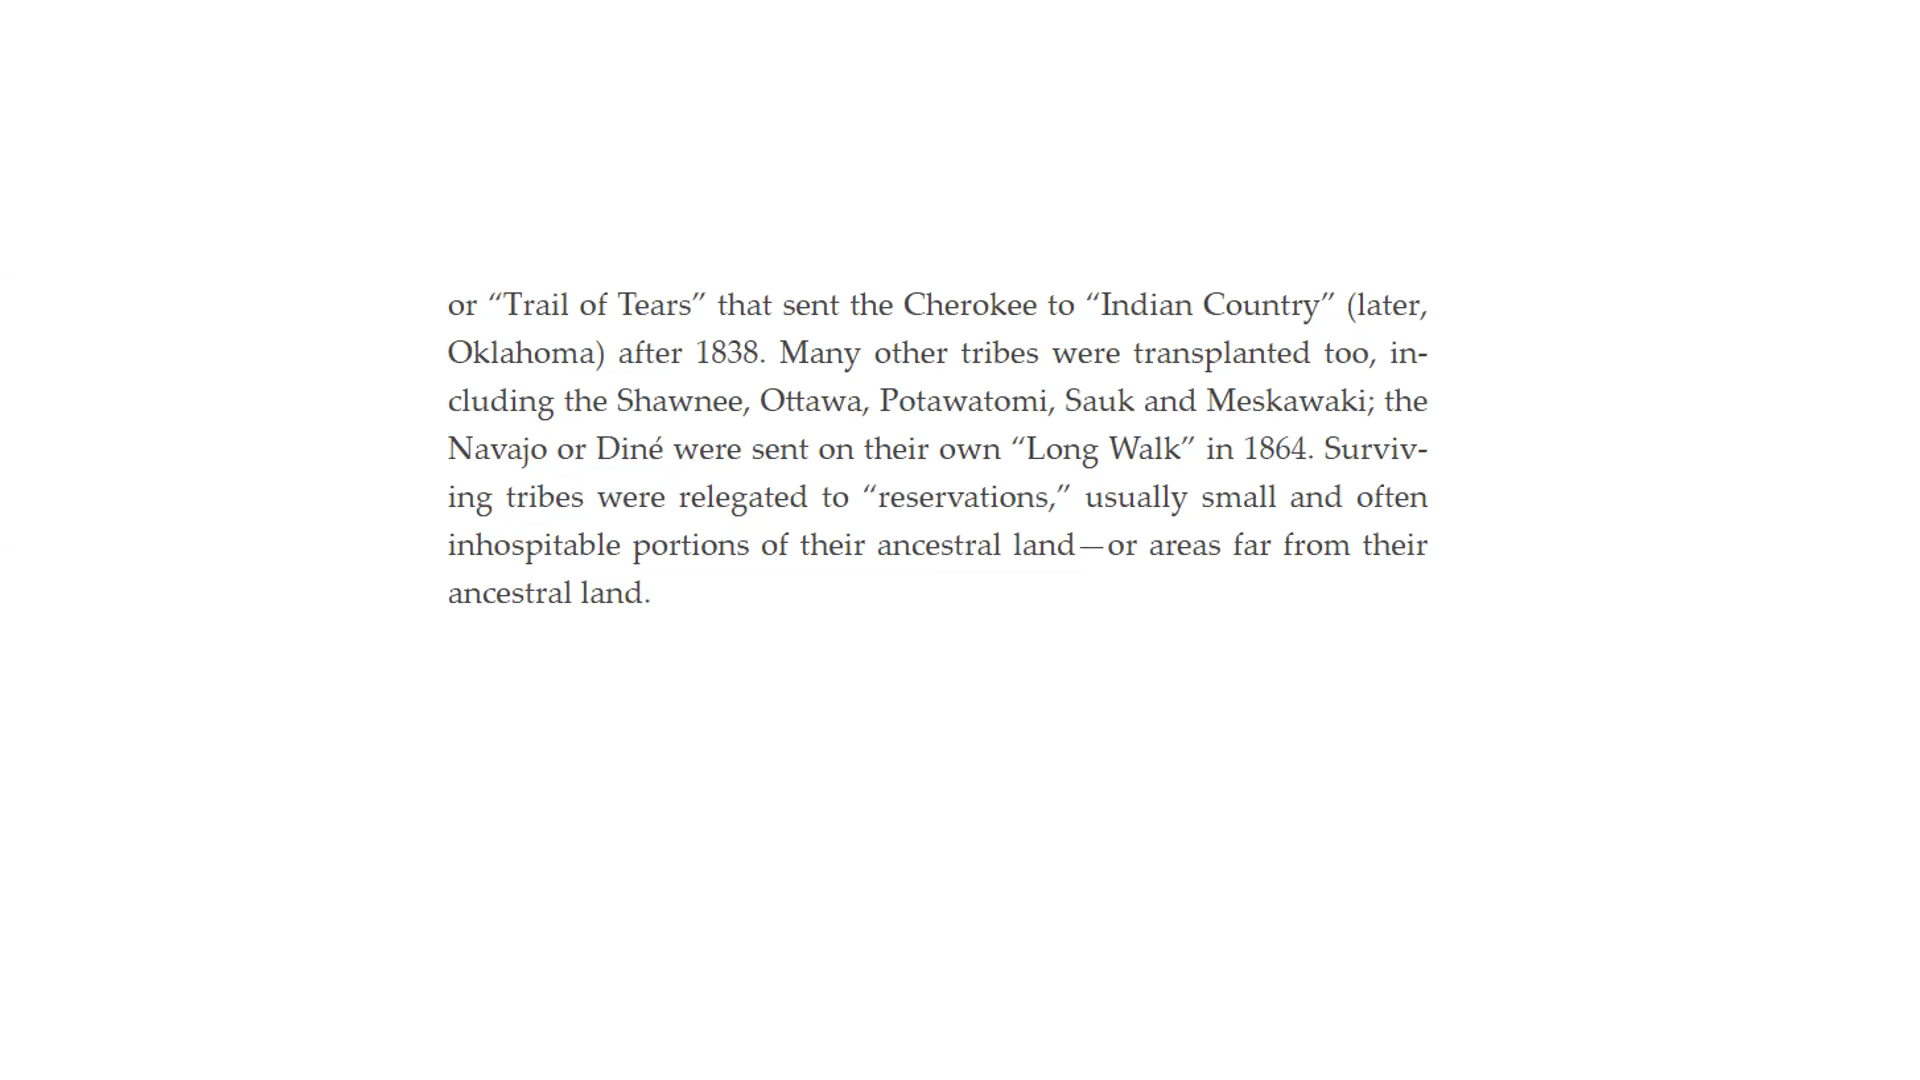 or “Trail of Tears” that sent the Cherokee to “Indian Country” (later,
Oklahoma) after 1838. Many other tribes were transplanted too, in-
cluding the Shawnee, Ottawa, Potawatomi, Sauk and Meskawaki; the
Navajo or Diné were sent on their own “Long Walk” in 1864. Surviv-
ing tribes were relegated to “reservations,” usually small and often
inhospitable portions of their ancestral land—or areas far from their
ancestral land.